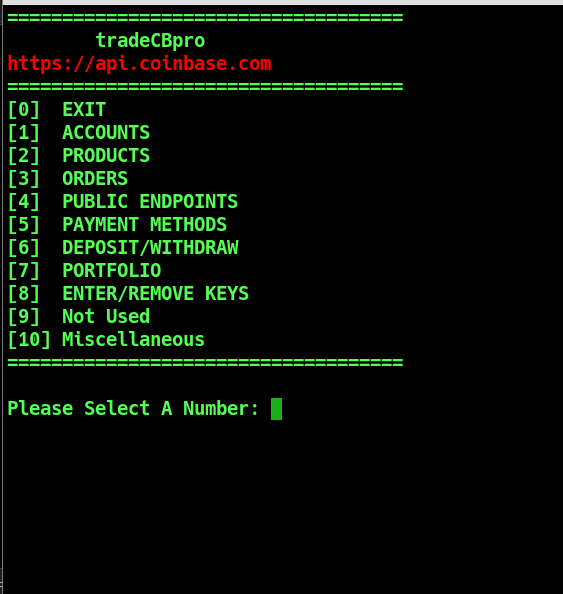 ====================================
tradeCBpro
https://api.coinbase.com
====================================
[0] EXIT
[1] ACCOUNTS
[2] PRODUCTS
[3] ORDERS
[4] PUBLIC ENDPOINTS
[5] PAYMENT METHODS
[6] DEPOSIT/WITHDRAW
[7] PORTFOLIO
[8] ENTER/REMOVE KEYS
[9] Not Used
[10] Miscellaneous
====================================
Please Select A Number: